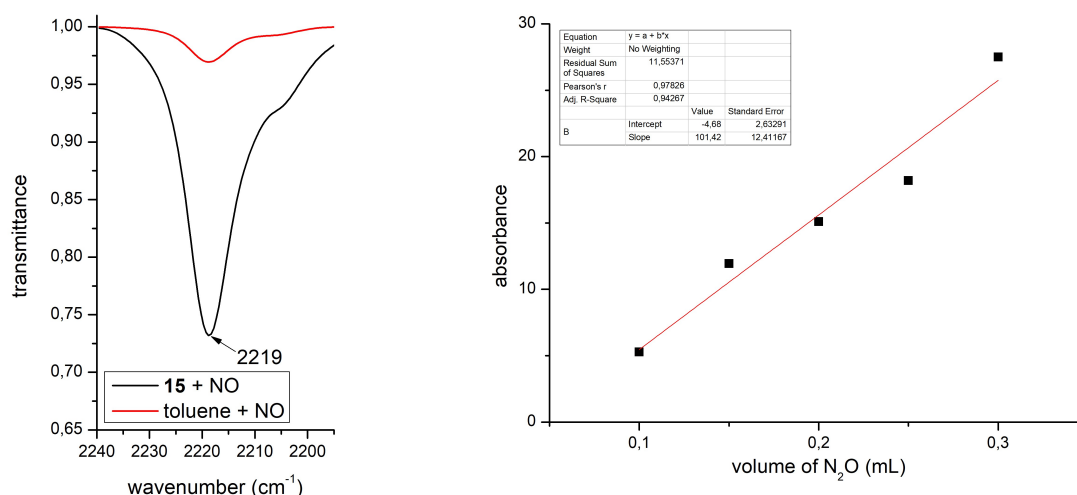 1,00
0,95
0,90
0,85
0,80
0,75
0,70
0,65
transmittance
2219
15 + NO
toluene + NO
2240 2230 2220 2210 2200
wavenumber (cm⁻¹)
30
20
10
0
absorbance
Equation y = a + b*x
Weight No Weighting
Residual Sum
of Squares 11,55371
Pearson's r 0,97826
Adj. R-Square 0,94267
Value Standard Error
B Intercept -4,68 2,63291
Slope 101,42 12,41167
0,1 0,2 0,3
volume of N₂O (mL)